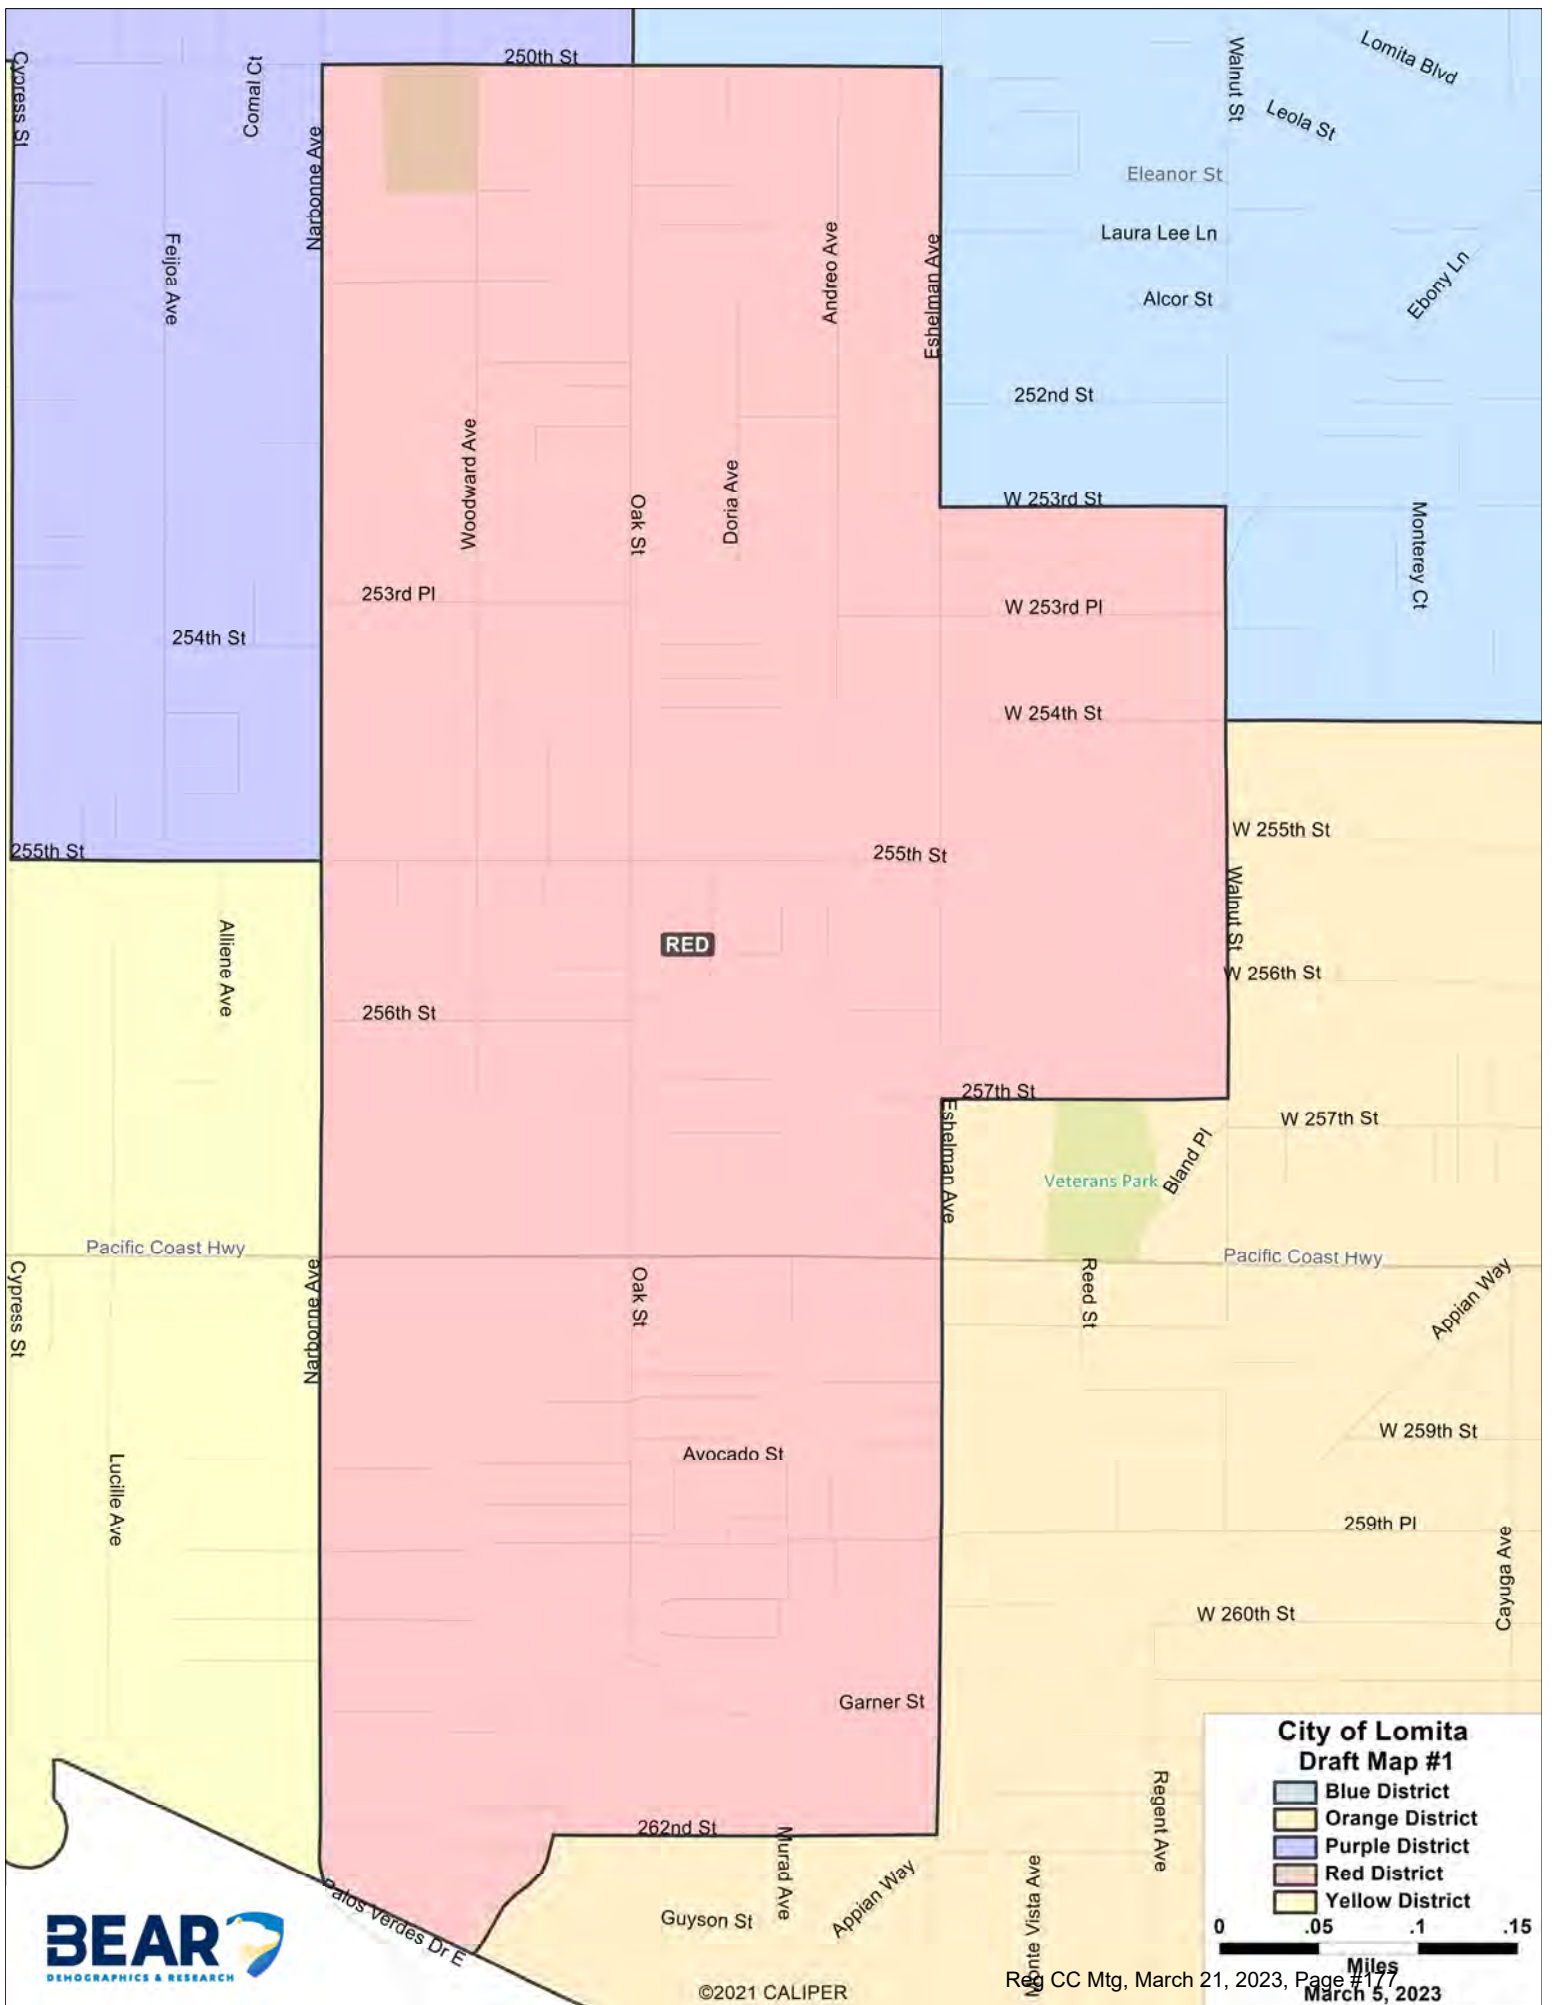 250th St
Lomita Blvd
Walnut St
Cypress St
Comal Ct
Leola St
Narbonne Ave
Eleanor St
Feijoa Ave
Andreo Ave
Eshelman Ave
Laura Lee Ln
Ebony Ln
Alcor St
252nd St
Woodward Ave
Doria Ave
Oak St
W 253rd St
Monterey Ct
253rd Pl
W 253rd Pl
254th St
W 254th St
W 255th St
255th St
255th St
Walnut St
Alliene Ave
RED
W 256th St
256th St
257th St
Eshelman Ave
W 257th St
Bland Pl
Veterans Park
Pacific Coast Hwy
Pacific Coast Hwy
Cypress St
Narbonne Ave
Oak St
Reed St
Appian Way
W 259th St
Avocado St
Lucille Ave
259th Pl
Cayuga Ave
W 260th St
Garner St
City of Lomita
Draft Map #1
Blue District
Orange District
Purple District
Red District
Yellow District
0 .05 .1 .15
Miles
March 5, 2023
Regent Ave
262nd St
Murad Ave
Appian Way
Monte Vista Ave
Guyson St
Palos Verdes Dr E
BEAR
DEMOGRAPHICS & RESEARCH
©2021 CALIPER
Reg CC Mtg, March 21, 2023, Page #177